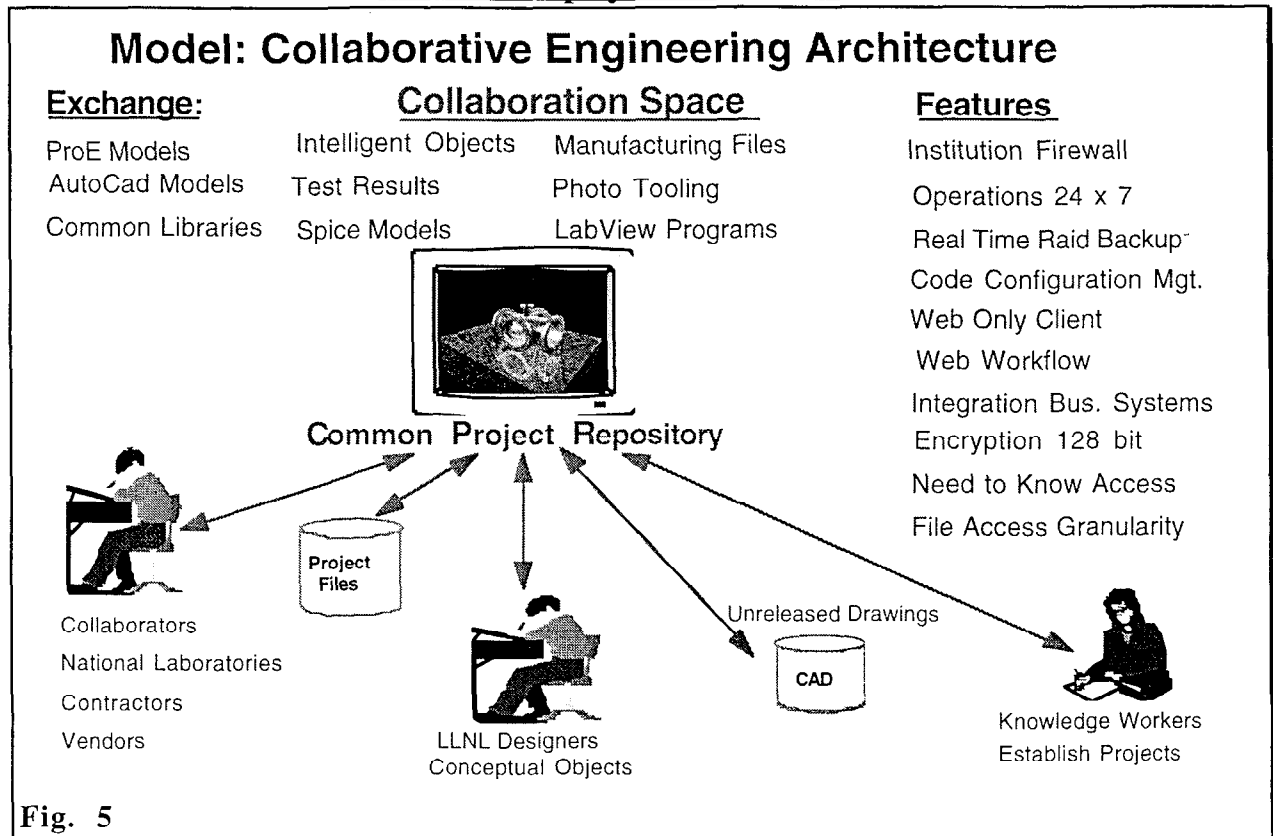 Model: Collaborative Engineering Architecture
Exchange:
ProE Models
AutoCad Models
Common Libraries
Collaboration Space
Intelligent Objects
Manufacturing Files
Test Results
Photo Tooling
Spice Models
LabView Programs
Features
Institution Firewall
Operations 24 x 7
Real Time Raid Backup
Code Configuration Mgt.
Web Only Client
Web Workflow
Integration Bus. Systems
Encryption 128 bit
Need to Know Access
File Access Granularity
Common Project Repository
Collaborators
National Laboratories
Contractors
Vendors
Project
Files
LLNL Designers
Conceptual Objects
Unreleased Drawings
CAD
Knowledge Workers
Establish Projects
Fig. 5